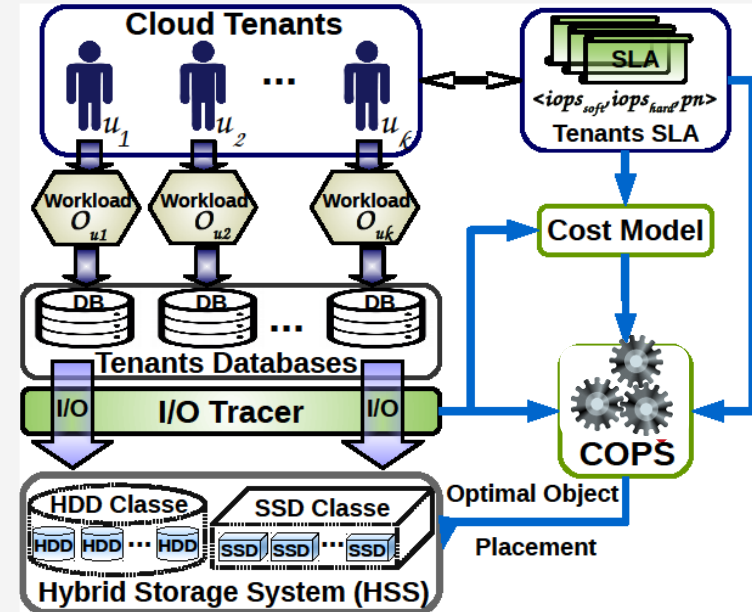 Cloud Tenants
...
u1 u2 uk
SLA
<iops_soft, iops_hard, pn>
Tenants SLA
Workload Workload Workload
Ou1 Ou2 Ouk
Cost Model
DB DB DB
...
Tenants Databases
I/O I/O Tracer I/O
COPS
HDD Classe SSD Classe
HDD HDD ... HDD SSD SSD ... SSD
Hybrid Storage System (HSS)
Optimal Object
Placement